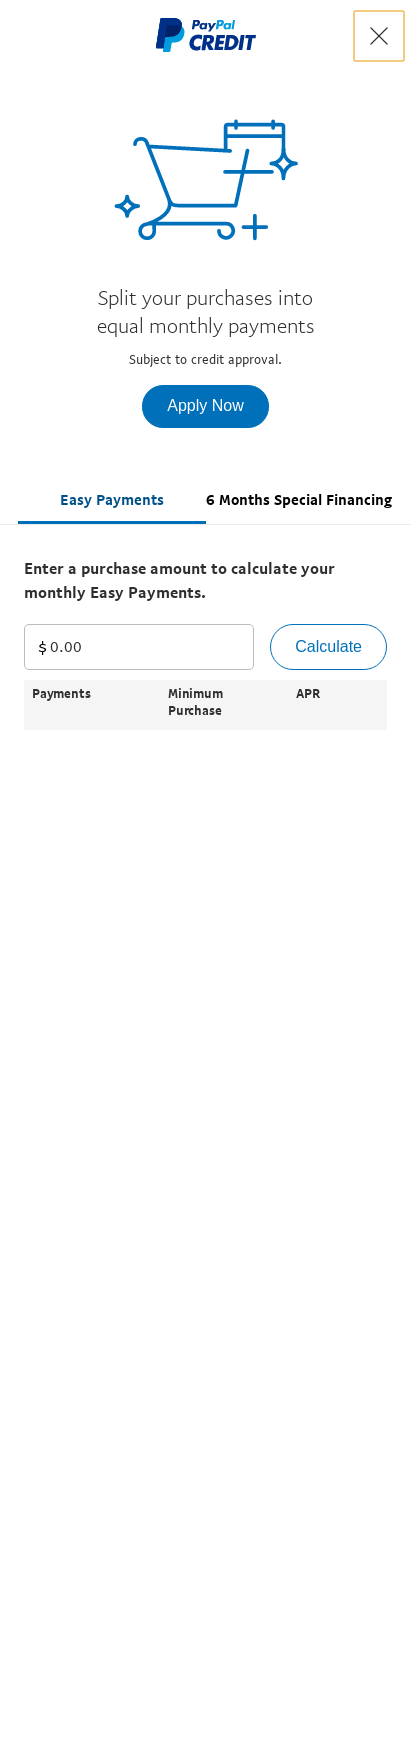 PayPal
CREDIT
Split your purchases into
equal monthly payments
Subject to credit approval.
Apply Now
Easy Payments 6 Months Special Financing
Enter a purchase amount to calculate your
monthly Easy Payments.
$ 0.00 Calculate
Payments Minimum APR
Purchase